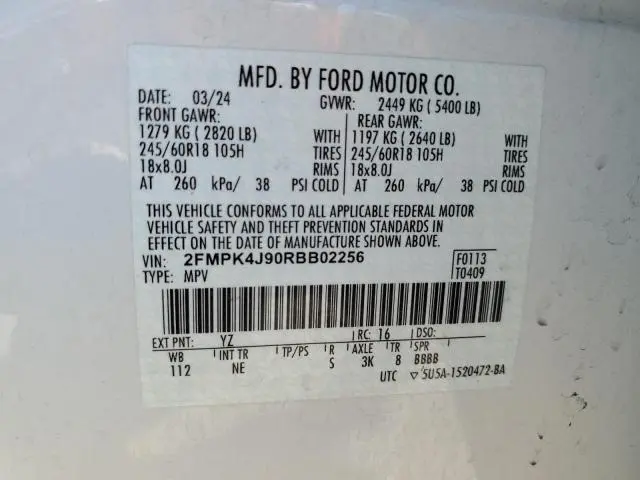 MFD. BY FORD MOTOR CO.
DATE: 03/24 GVWR: 2449 KG ( 5400 LB)
FRONT GAWR: REAR GAWR:
1279 KG ( 2820 LB) WITH 1197 KG ( 2640 LB) WITH
245/60R18 105H TIRES 245/60R18 105H TIRES
18x8.0J RIMS 18x8.0J RIMS
AT 260 kPa/ 38 PSI COLD AT 260 kPa/ 38 PSI COLD
THIS VEHICLE CONFORMS TO ALL APPLICABLE FEDERAL MOTOR
VEHICLE SAFETY AND BUMPER STANDARDS AND THEFT PREVENTION STANDARDS IN
EFFECT ON THE DATE OF MANUFACTURE SHOWN ABOVE.
VIN: 2FMPK4J90RBB02256 F0113
TYPE: MPV T0409
EXT PNT: YZ RC: 16 DSO:
WB INT TR TP/PS R AXLE TR SPR
112 NE S 3K 8 BBBB
UTC ▽5U5A-1520472-BA